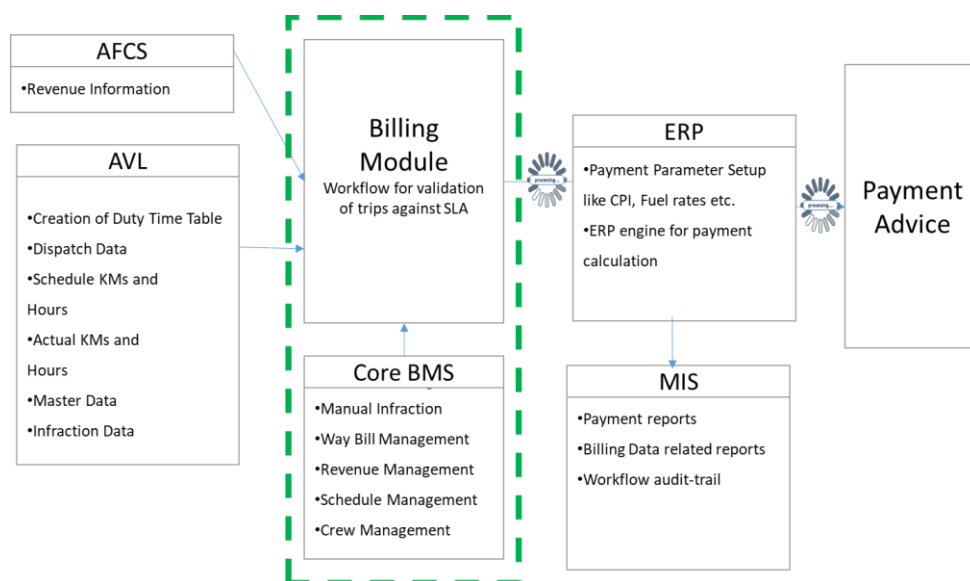 AFCS
•Revenue Information
AVL
•Creation of Duty Time Table
•Dispatch Data
•Schedule KMs and
Hours
•Actual KMs and
Hours
•Master Data
•Infraction Data
Billing
Module
Workflow for validation
of trips against SLA
Core BMS
•Manual Infraction
•Way Bill Management
•Revenue Management
•Schedule Management
•Crew Management
processing...
ERP
•Payment Parameter Setup
like CPI, Fuel rates etc.
•ERP engine for payment
calculation
MIS
•Payment reports
•Billing Data related reports
•Workflow audit-trail
processing...
Payment
Advice